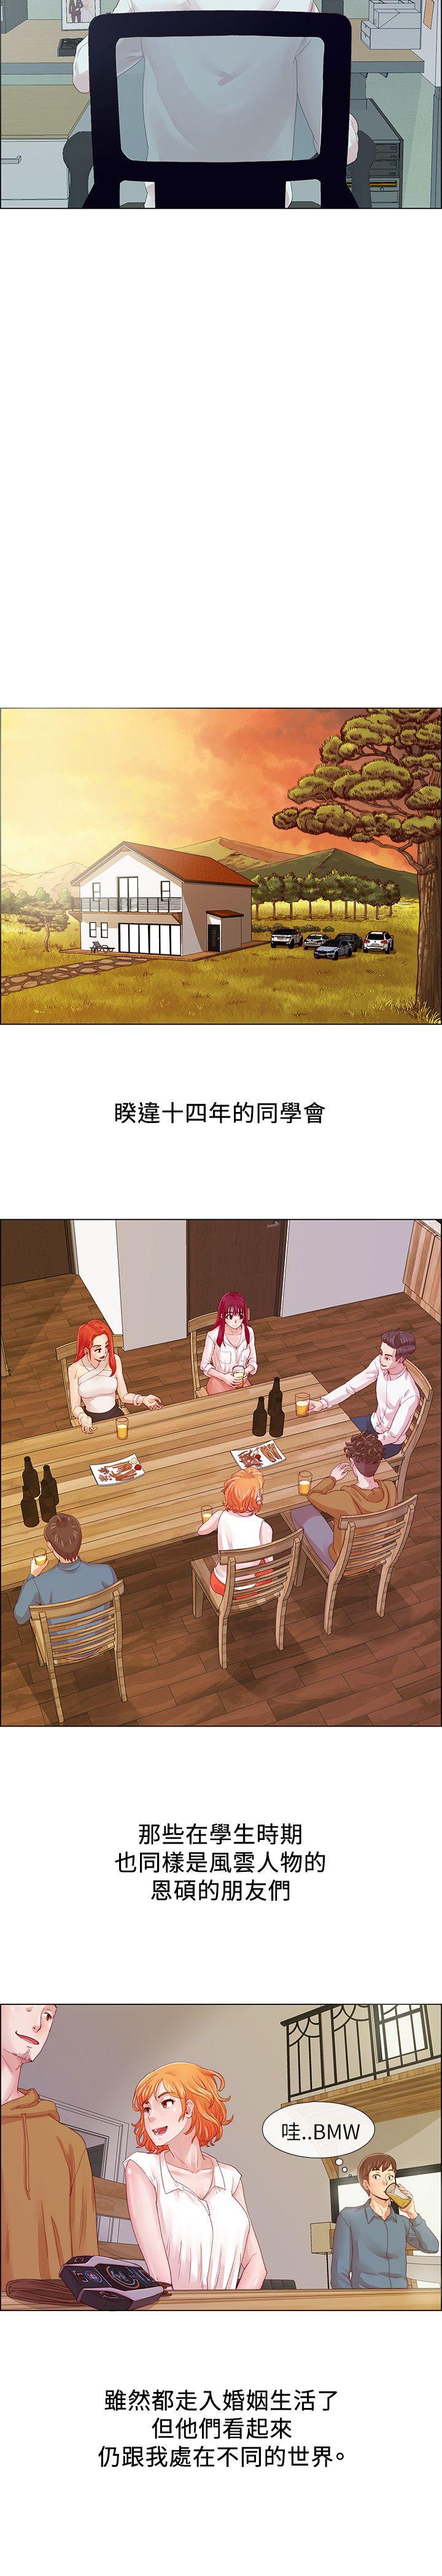 睽違十四年的同學會
那些在學生時期
也同樣是風雲人物的
恩碩的朋友們
哇..BMW
雖然都走入婚姻生活了
但他們看起來
仍跟我處在不同的世界。